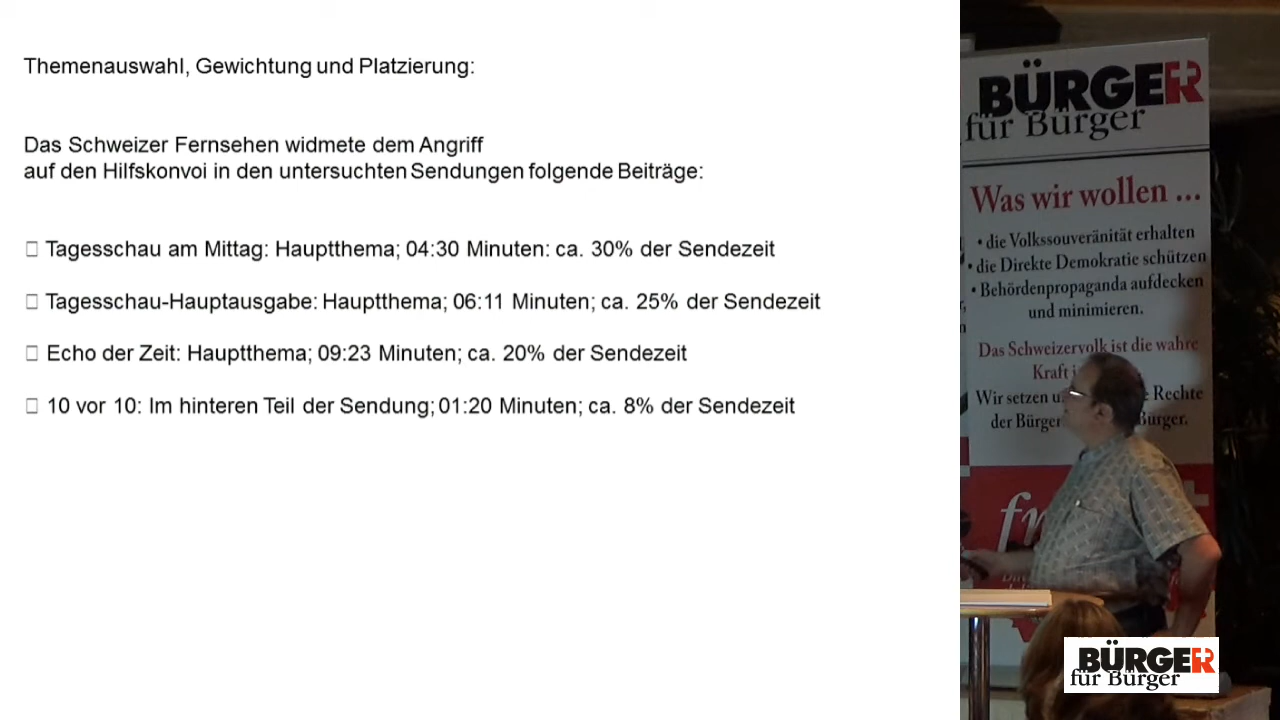 Themenauswahl, Gewichtung und Platzierung:
Das Schweizer Fernsehen widmete dem Angriff
auf den Hilfskonvoi in den untersuchten Sendungen folgende Beiträge:
Tagesschau am Mittag: Hauptthema; 04:30 Minuten: ca. 30% der Sendezeit
Tagesschau-Hauptausgabe: Hauptthema; 06:11 Minuten; ca. 25% der Sendezeit
Echo der Zeit: Hauptthema; 09:23 Minuten; ca. 20% der Sendezeit
10 vor 10: Im hinteren Teil der Sendung; 01:20 Minuten; ca. 8% der Sendezeit
BÜRGER
für Bürger
Was wir wollen ...
• die Volkssouveränität erhalten
• die Direkte Demokratie schützen
• Behördenpropaganda aufdecken
und minimieren.
Das Schweizervolk ist die wahre
Kraft
Wir setzen Rechte
der Bürger Bürger.
BÜRGER
für Bürger